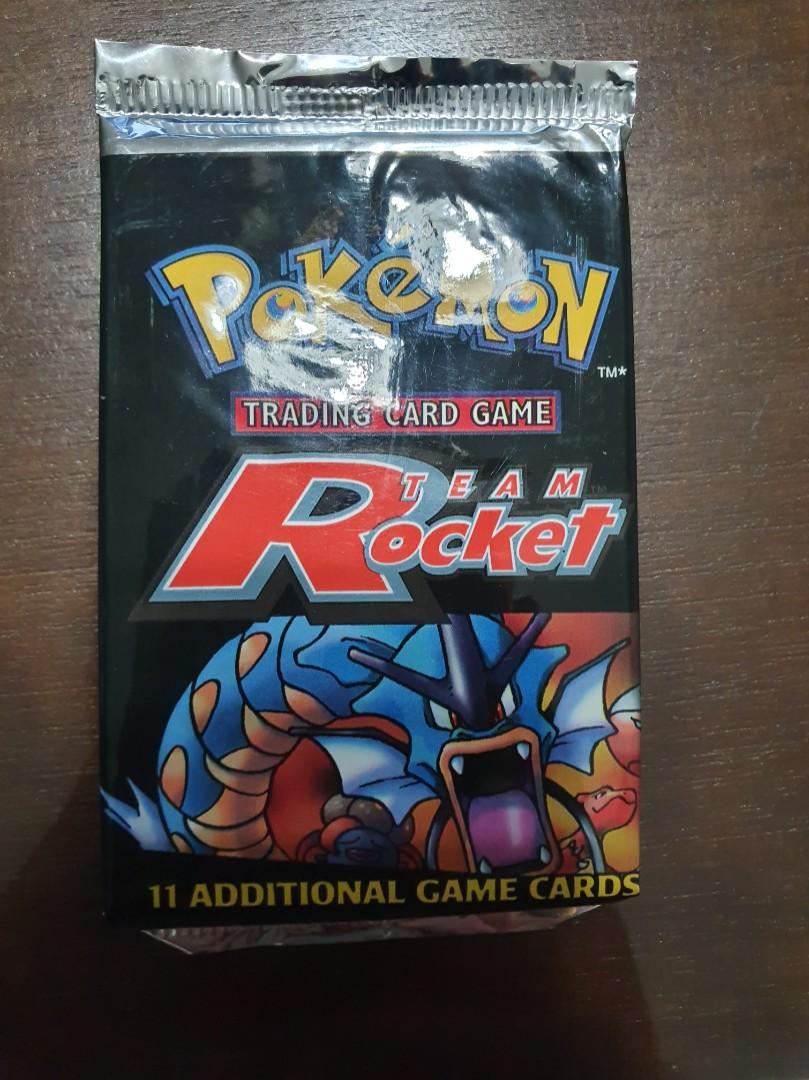 POKéMON
TM*
TRADING CARD GAME
TEAM TM
Rocket
11 ADDITIONAL GAME CARDS